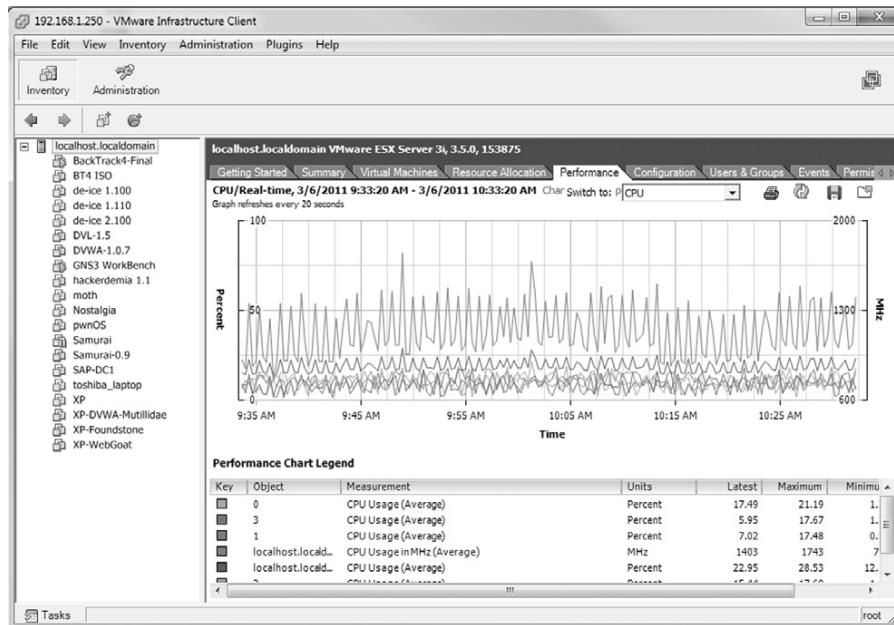 192.168.1.250 - VMware Infrastructure Client
File Edit View Inventory Administration Plugins Help
Inventory Administration
localhost.localdomain
BackTrack4-Final
BT4 ISO
de-ice 1.100
de-ice 1.110
de-ice 2.100
DVL-1.5
DVWA-1.0.7
GNS3 WorkBench
hackerdemia 1.1
moth
Nostalgia
pwnOS
Samurai
Samurai-0.9
SAP-DC1
toshiba_laptop
XP
XP-DVWA-Mutillidae
XP-Foundstone
XP-WebGoat
localhost.localdomain VMware ESX Server 3i, 3.5.0, 153875
Getting Started Summary Virtual Machines Resource Allocation Performance Configuration Users & Groups Events Permis
CPU/Real-time, 3/6/2011 9:33:20 AM - 3/6/2011 10:33:20 AM Char Switch to: CPU
Graph refreshes every 20 seconds
100 2000
Percent 50 1300 MHz
0 600
9:35 AM 9:45 AM 9:55 AM 10:05 AM 10:15 AM 10:25 AM
Time
Performance Chart Legend
Key Object Measurement Units Latest Maximum Minimu
0 CPU Usage (Average) Percent 17.49 21.19 1.
3 CPU Usage (Average) Percent 5.95 17.67 1.
1 CPU Usage (Average) Percent 7.02 17.48 0.
localhost.locald... CPU Usage in MHz (Average) MHz 1403 1743 7
localhost.locald... CPU Usage (Average) Percent 22.95 28.53 12.
Tasks root